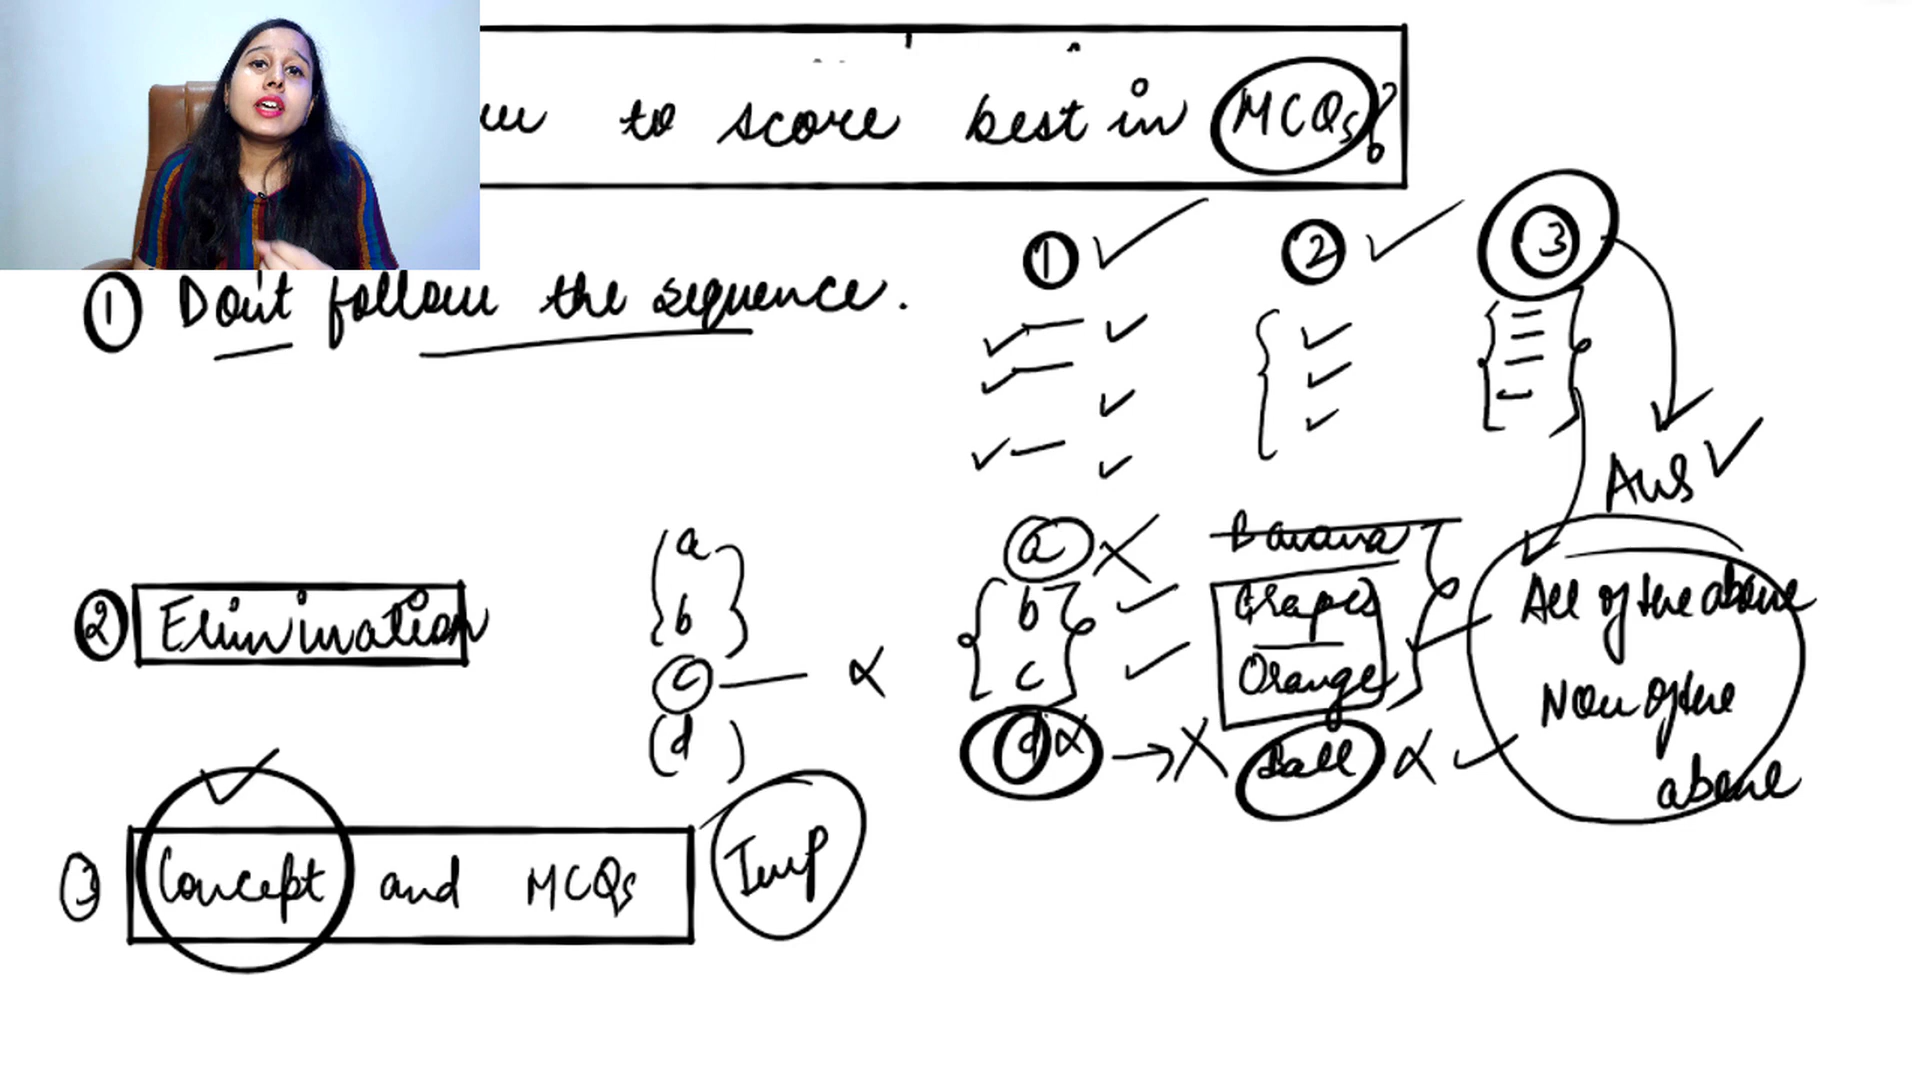 to score best in MCQs?
① Don't follow the sequence.
① ② ③
Ans
② Elimination
a
b
c
d
a
b
c
d
Banana
Grapes
Orange
Ball
All of the above
Non of the
above
③ Concept and MCQs
Imp